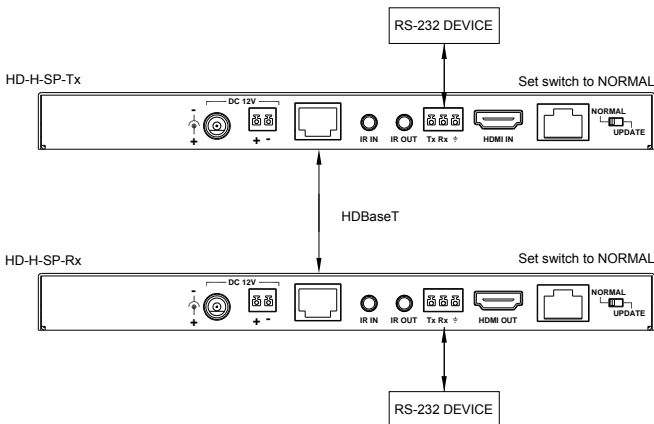 RS-232 DEVICE
HD-H-SP-Tx
Set switch to NORMAL
DC 12V
- +
+ -
IR IN
IR OUT
Tx Rx ⏚
HDMI IN
NORMAL
UPDATE
HDBaseT
HD-H-SP-Rx
Set switch to NORMAL
DC 12V
- +
+ -
IR IN
IR OUT
Tx Rx ⏚
HDMI OUT
NORMAL
UPDATE
RS-232 DEVICE